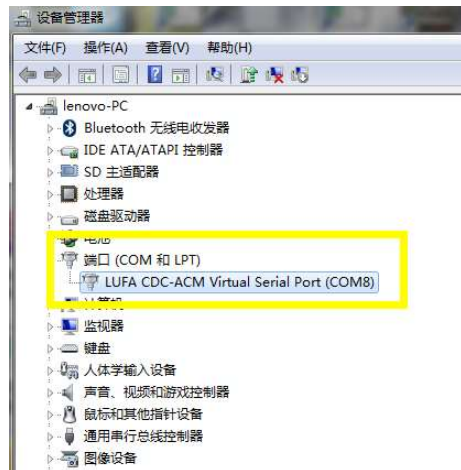 设备管理器
文件(F) 操作(A) 查看(V) 帮助(H)
lenovo-PC
Bluetooth 无线电收发器
IDE ATA/ATAPI 控制器
SD 主适配器
处理器
磁盘驱动器
电池
端口 (COM 和 LPT)
LUFA CDC-ACM Virtual Serial Port (COM8)
计算机
监视器
键盘
人体学输入设备
声音、视频和游戏控制器
鼠标和其他指针设备
通用串行总线控制器
图像设备